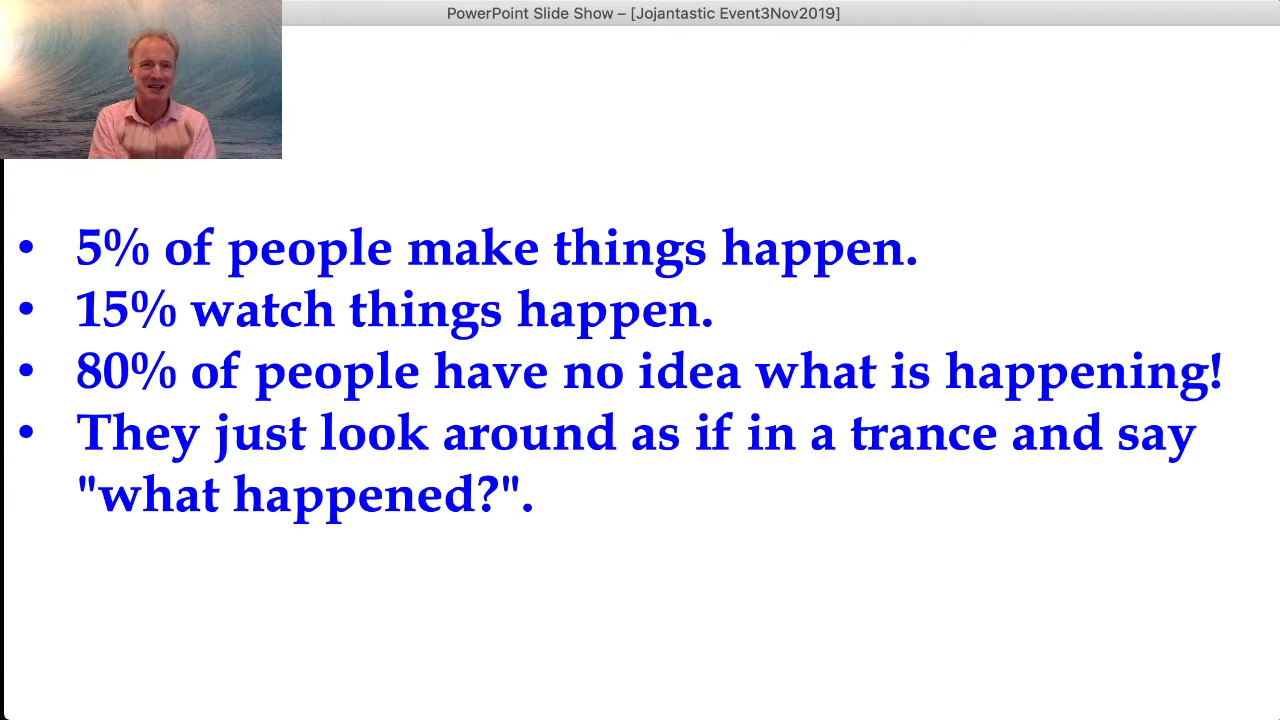 PowerPoint Slide Show – [Jojantastic Event3Nov2019]
• 5% of people make things happen.
• 15% watch things happen.
• 80% of people have no idea what is happening!
• They just look around as if in a trance and say
"what happened?".